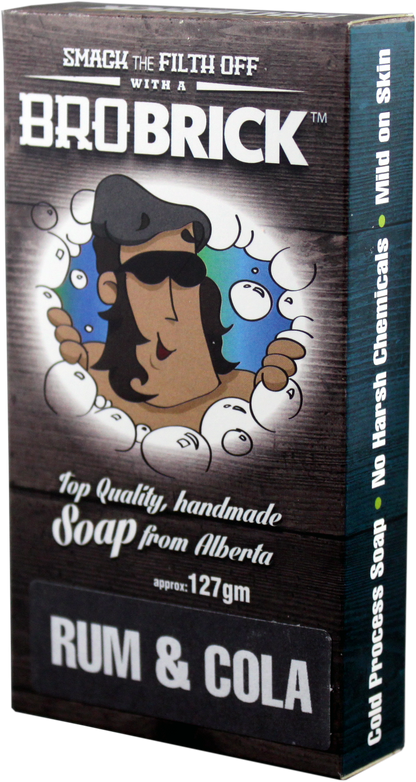 SMACK THE FILTH OFF
WITH A
BROBRICK™
Top Quality, handmade
Soap from Alberta
approx: 127gm
RUM & COLA
Cold Process Soap • No Harsh Chemicals • Mild on Skin